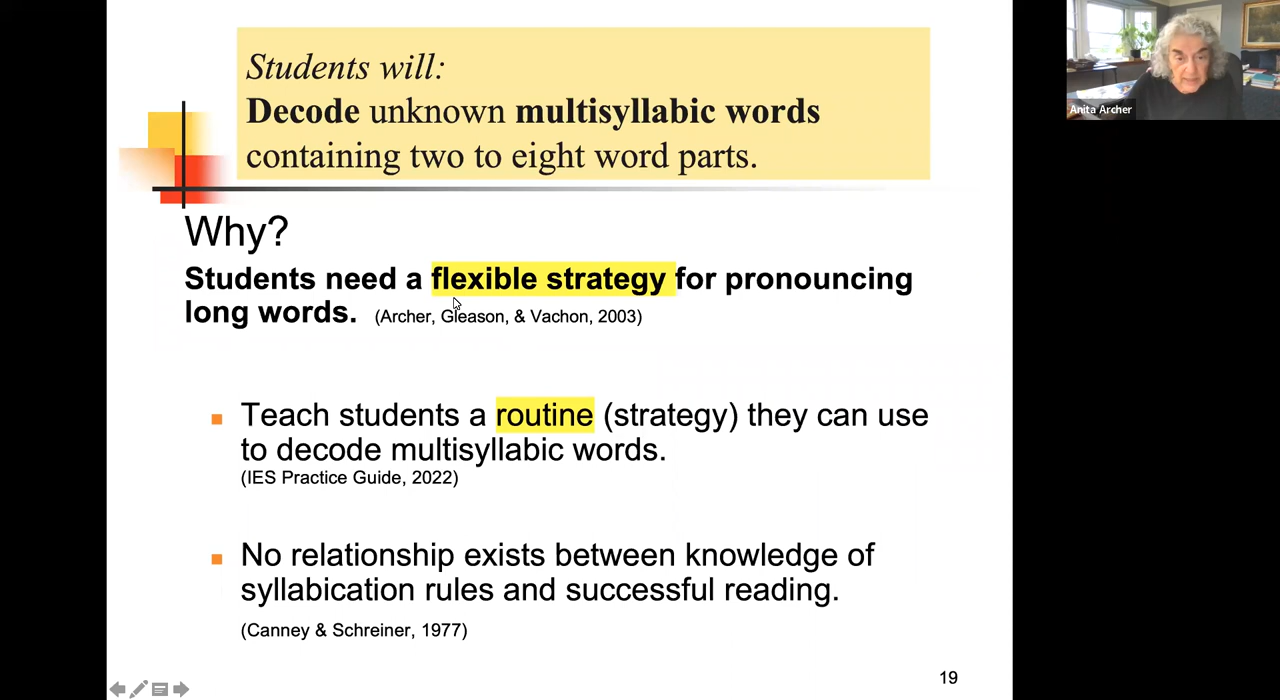 Students will:
Decode unknown multisyllabic words
containing two to eight word parts.
Anita Archer
Why?
Students need a flexible strategy for pronouncing
long words. (Archer, Gleason, & Vachon, 2003)
Teach students a routine (strategy) they can use
to decode multisyllabic words.
(IES Practice Guide, 2022)
No relationship exists between knowledge of
syllabication rules and successful reading.
(Canney & Schreiner, 1977)
19